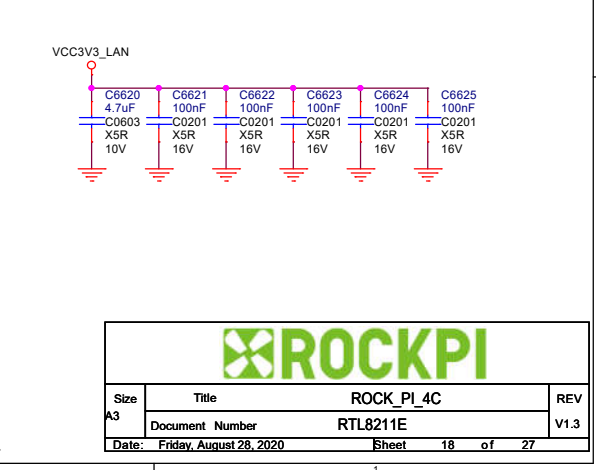 VCC3V3_LAN
C6620 C6621 C6622 C6623 C6624 C6625
4.7uF 100nF 100nF 100nF 100nF 100nF
C0603 C0201 C0201 C0201 C0201 C0201
X5R X5R X5R X5R X5R X5R
10V 16V 16V 16V 16V 16V
ROCKPI
Size Title ROCK_PI_4C REV
A3
Document Number RTL8211E V1.3
Date: Friday, August 28, 2020 Sheet 18 of 27
1